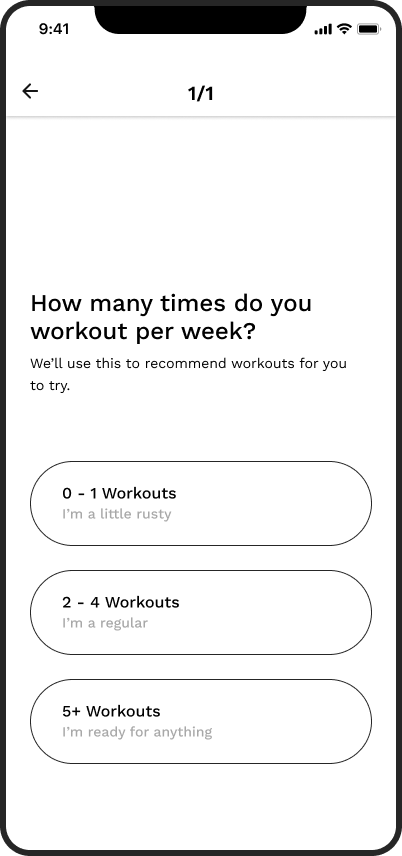 9:41
1/1
How many times do you
workout per week?
We’ll use this to recommend workouts for you
to try.
0 - 1 Workouts
I’m a little rusty
2 - 4 Workouts
I’m a regular
5+ Workouts
I’m ready for anything